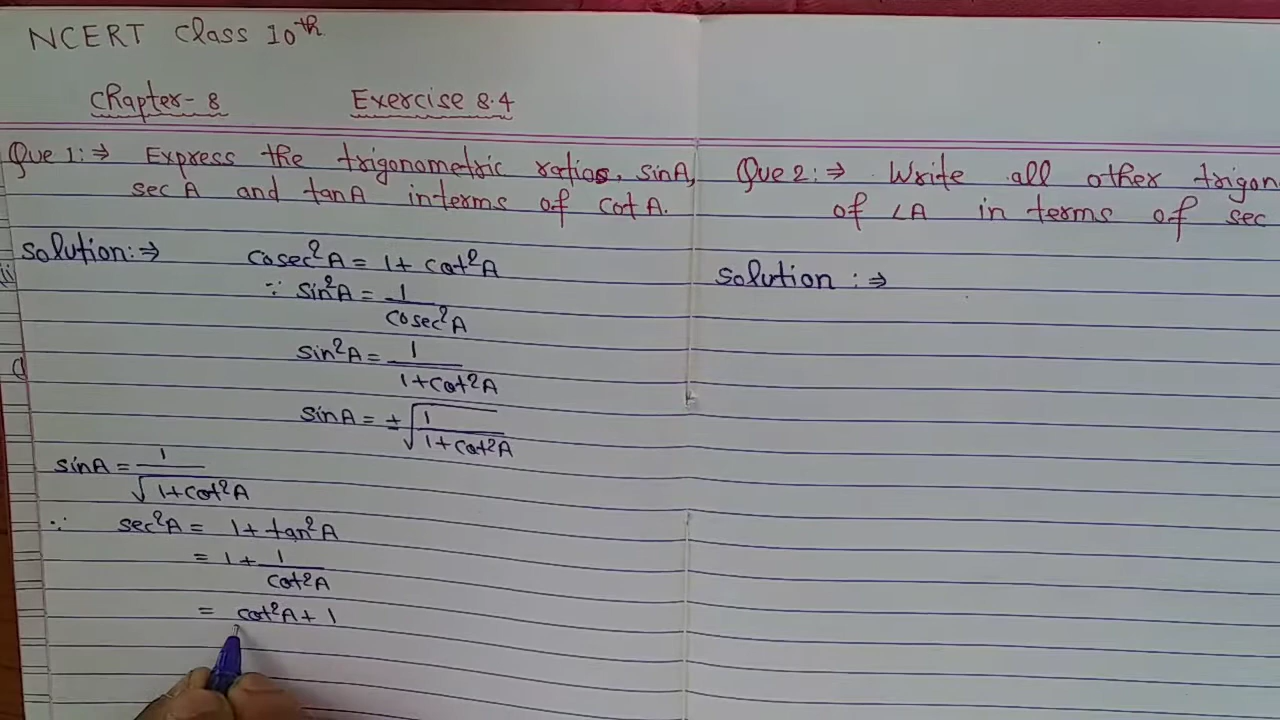 NCERT Class 10th
Chapter- 8 Exercise 8.4
Que 1:⇒ Express the trigonometric ratios, sinA,
sec A and tanA interms of cot A.
Solution:⇒ cosec²A = 1 + cot²A
∵ sin²A = 1/cosec²A
sin²A = 1/1+cot²A
sinA = ±√1/1+cot²A
sinA = 1/√1+cot²A
∵ sec²A = 1 + tan²A
= 1 + 1/cot²A
= cot²A + 1
Que 2:⇒ Write all other trigon
of ∠A in terms of sec
Solution :⇒